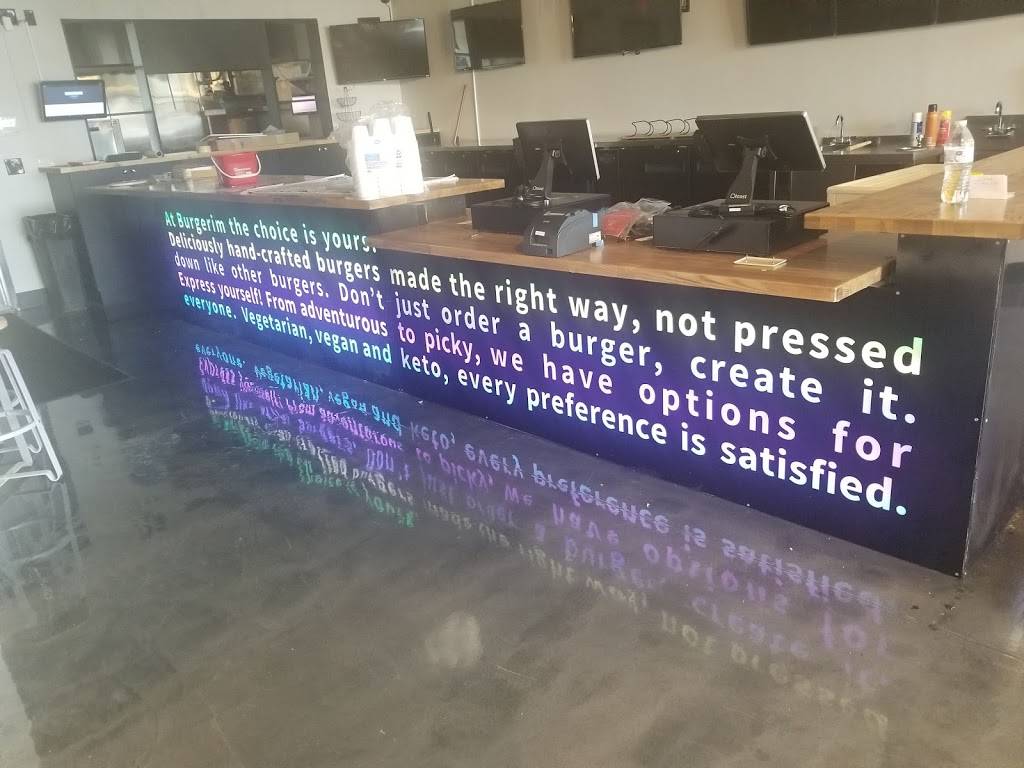 At Burgerim the choice is yours.
Deliciously hand-crafted burgers made the right way, not pressed
down like other burgers. Don't just order a burger, create it.
Express yourself! From adventurous to picky, we have options for
everyone. Vegetarian, vegan and keto, every preference is satisfied.